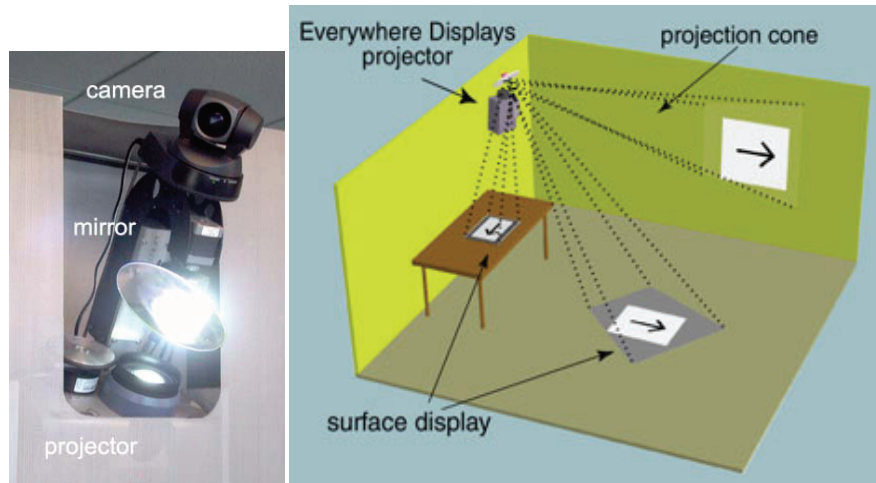 camera
mirror
projector
Everywhere Displays
projector
projection cone
surface display